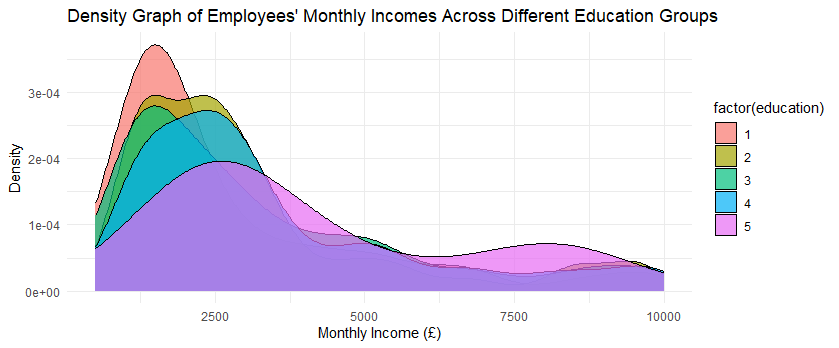 Density Graph of Employees' Monthly Incomes Across Different Education Groups
Density
3e-04
2e-04
1e-04
0e+00
2500
5000
7500
10000
Monthly Income (£)
factor(education)
1
2
3
4
5